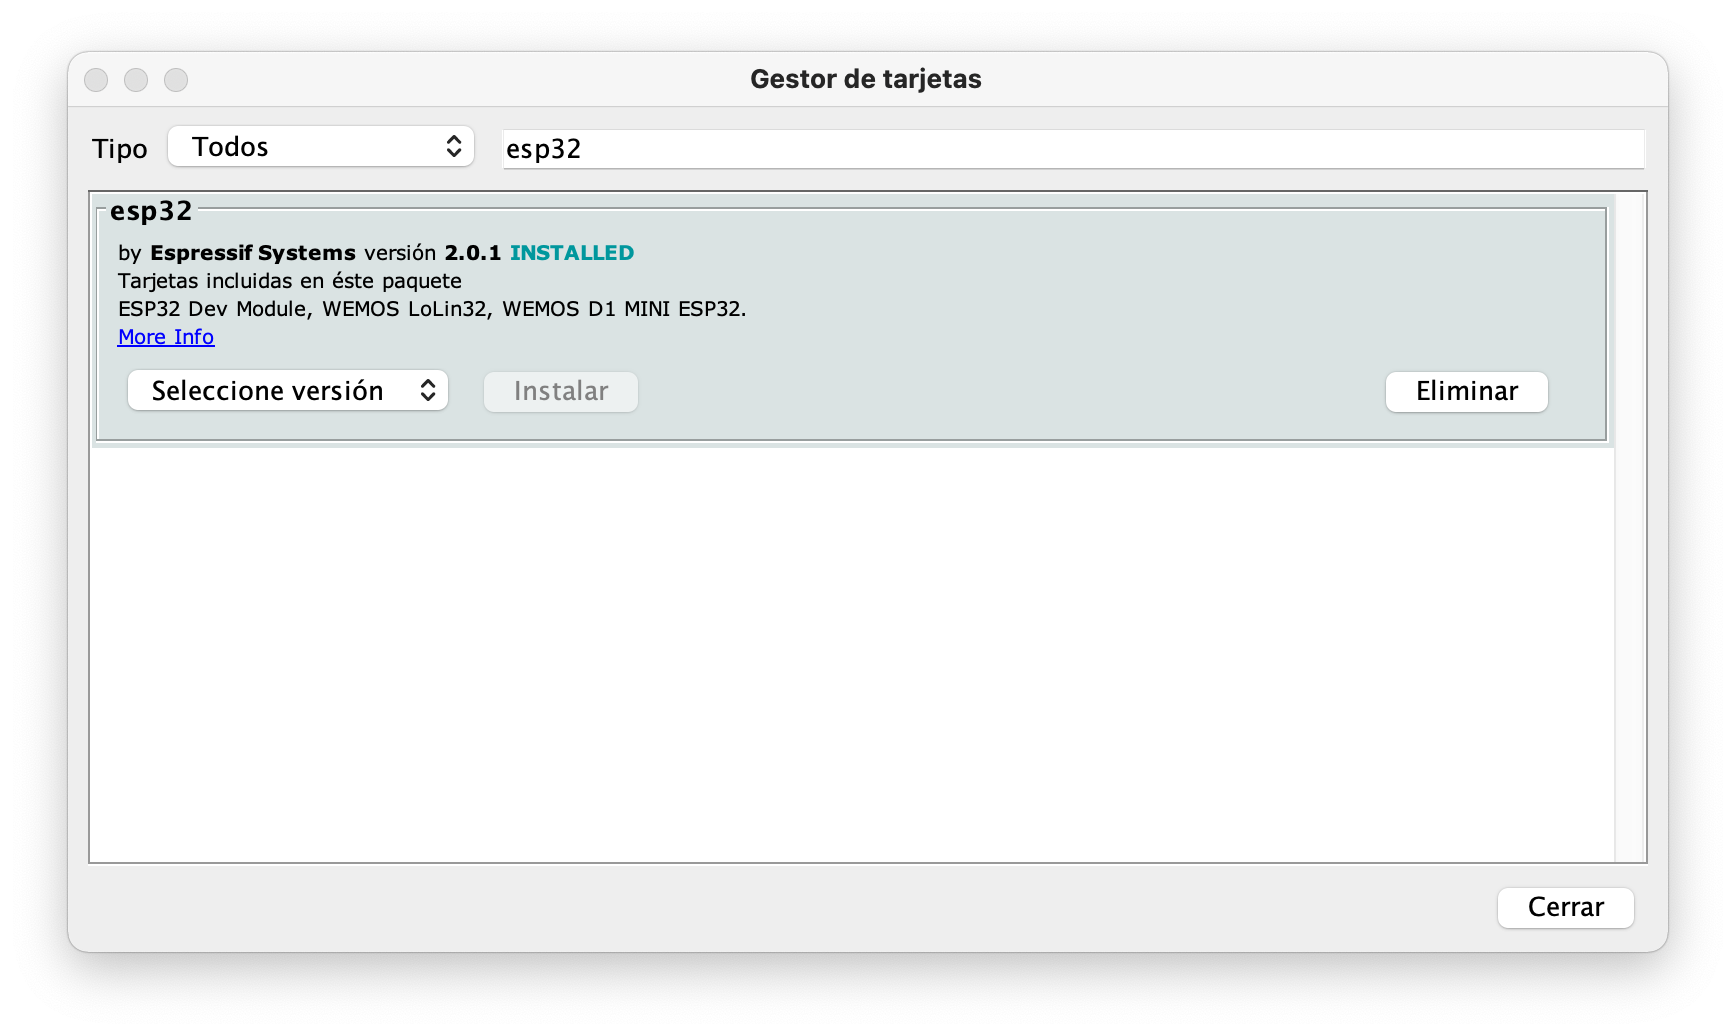 Gestor de tarjetas
Tipo Todos esp32
esp32
by Espressif Systems versión 2.0.1 INSTALLED
Tarjetas incluidas en éste paquete
ESP32 Dev Module, WEMOS LoLin32, WEMOS D1 MINI ESP32.
More Info
Seleccione versión Instalar Eliminar
Cerrar